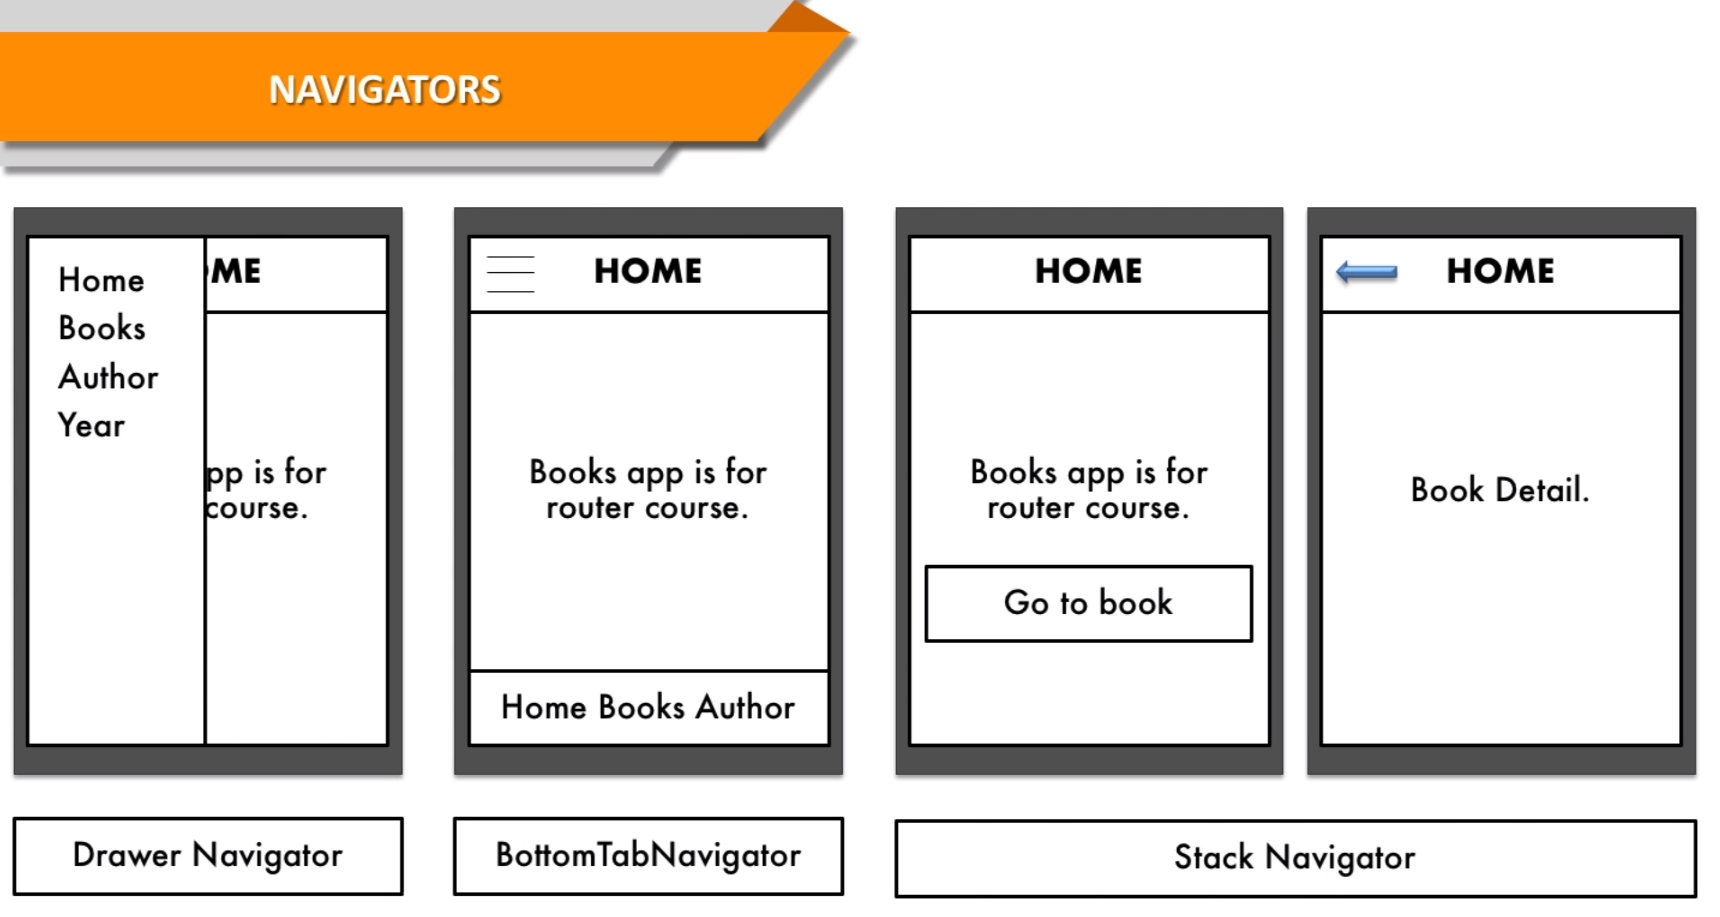 NAVIGATORS
Home
Books
Author
Year
ME
pp is for
course.
HOME
Books app is for
router course.
Home Books Author
HOME
Books app is for
router course.
Go to book
HOME
Book Detail.
Drawer Navigator
BottomTabNavigator
Stack Navigator